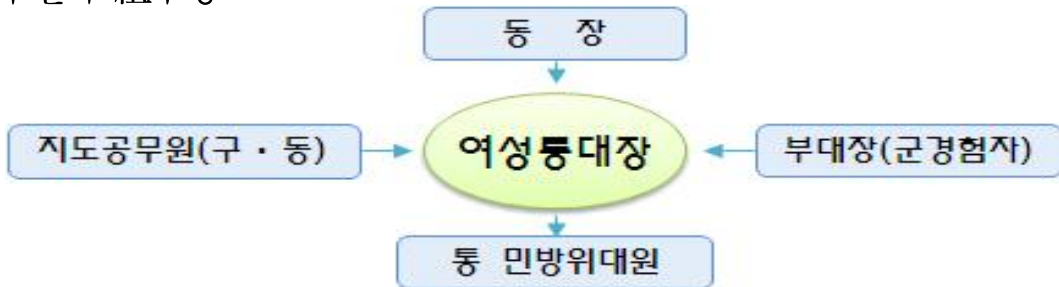 동 장
지도공무원(구 · 동)
여성통대장
부대장(군경험자)
통 민방위대원